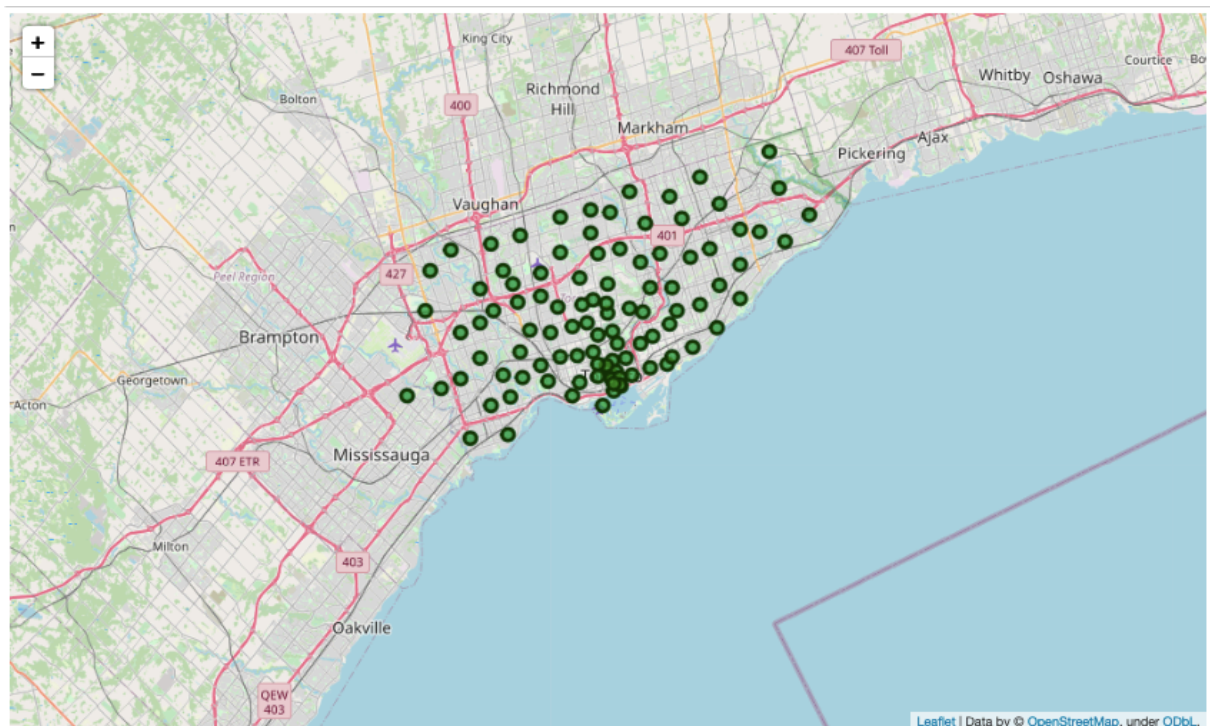 +
−
King City
407 Toll
Whitby
Oshawa
Courtice
Bo
Bolton
400
Richmond
Hill
Markham
Ajax
Pickering
Vaughan
401
427
Peel Region
Brampton
Georgetown
Acton
Mississauga
407 ETR
Milton
403
Oakville
QEW
403
Leaflet | Data by © OpenStreetMap, under ODbL.